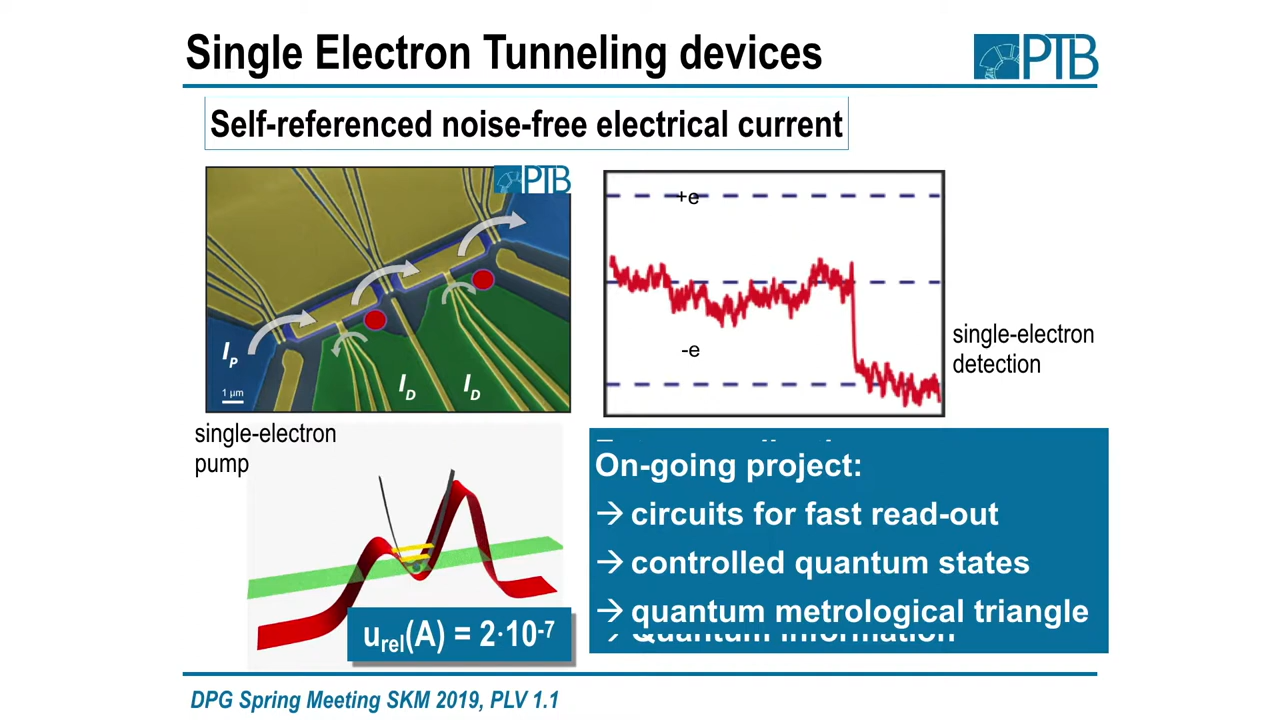 Single Electron Tunneling devices
PTB
Self-referenced noise-free electrical current
PTB
I_P
1 µm
I_D
I_D
+e
-e
single-electron
detection
single-electron
pump
u_rel(A) = 2·10⁻⁷
On-going project:
→ circuits for fast read-out
→ controlled quantum states
→ quantum metrological triangle
→ Quantum information
DPG Spring Meeting SKM 2019, PLV 1.1